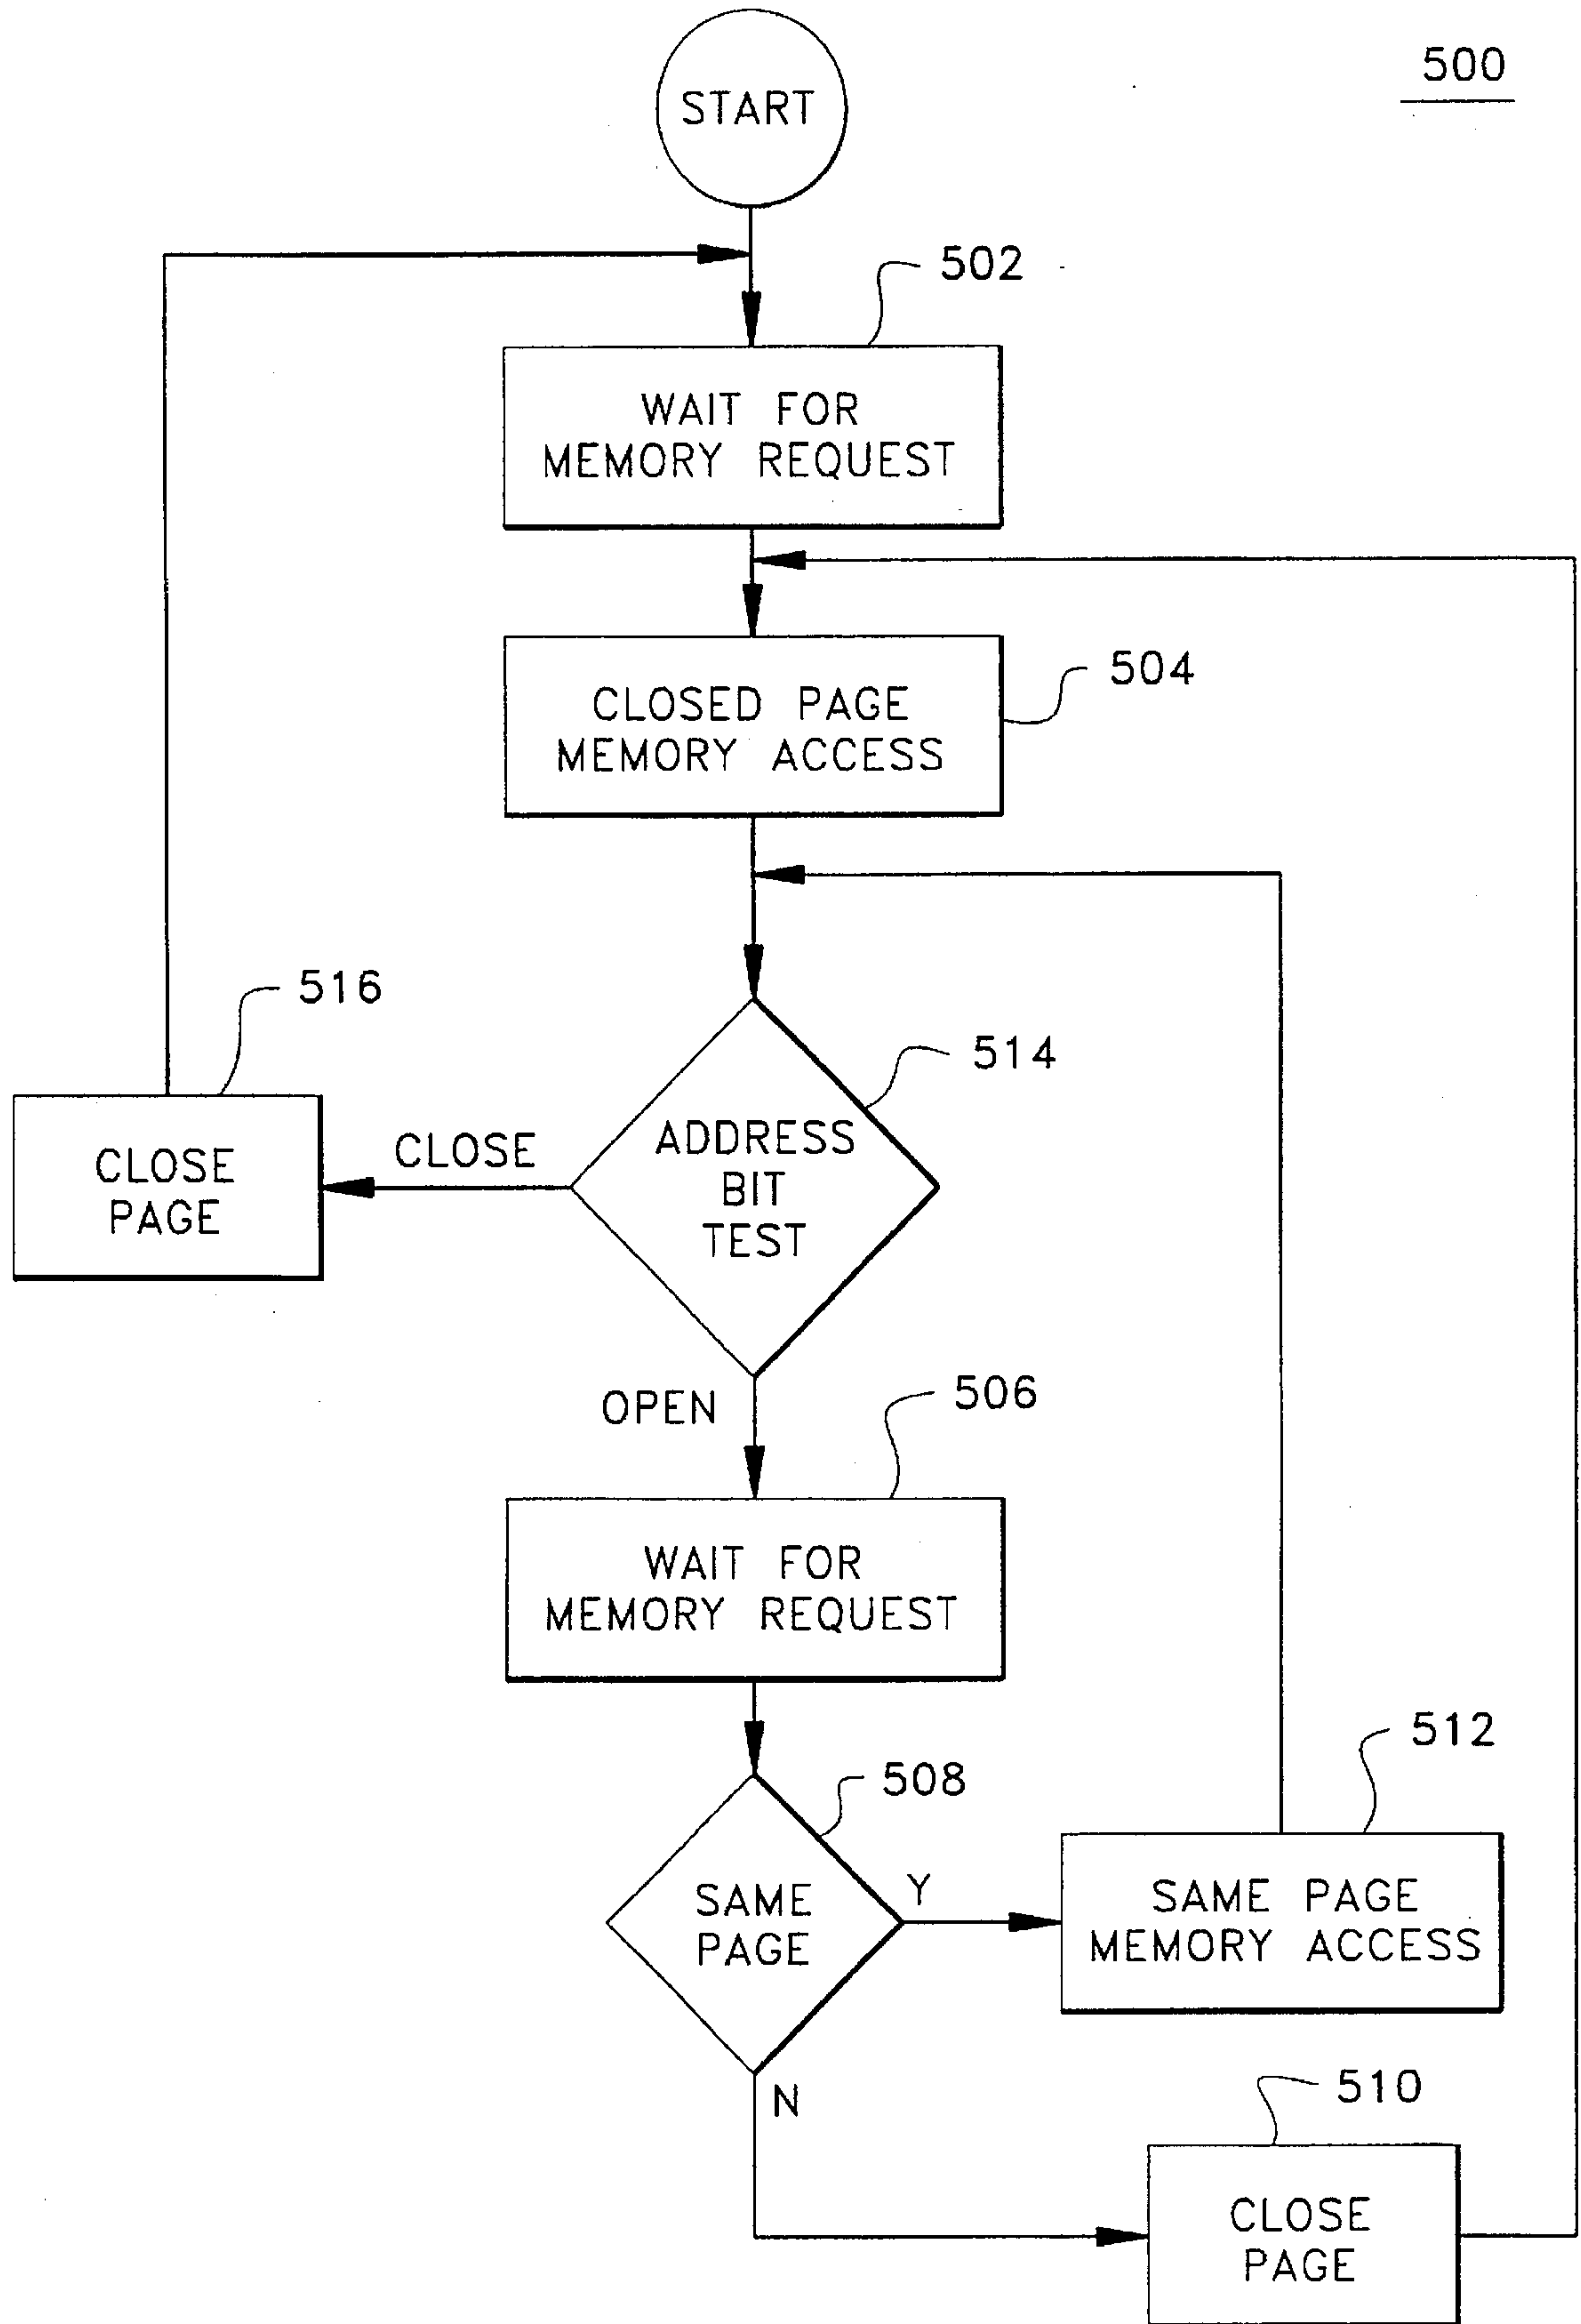 500
START
502
WAIT FOR
MEMORY REQUEST
CLOSED PAGE
MEMORY ACCESS
504
516
514
CLOSE
PAGE
CLOSE
ADDRESS
BIT
TEST
OPEN
506
WAIT FOR
MEMORY REQUEST
512
508
SAME
PAGE
Y
SAME PAGE
MEMORY ACCESS
N
510
CLOSE
PAGE